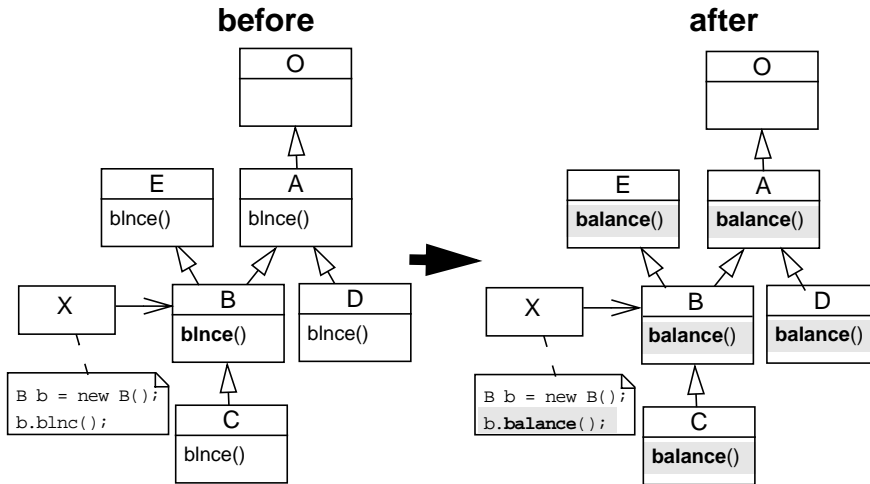 before
O
E
blnce()
A
blnce()
X
B
blnce()
D
blnce()
B b = new B();
b.blnc();
C
blnce()
after
O
E
balance()
A
balance()
X
B
balance()
D
balance()
B b = new B();
b.balance();
C
balance()